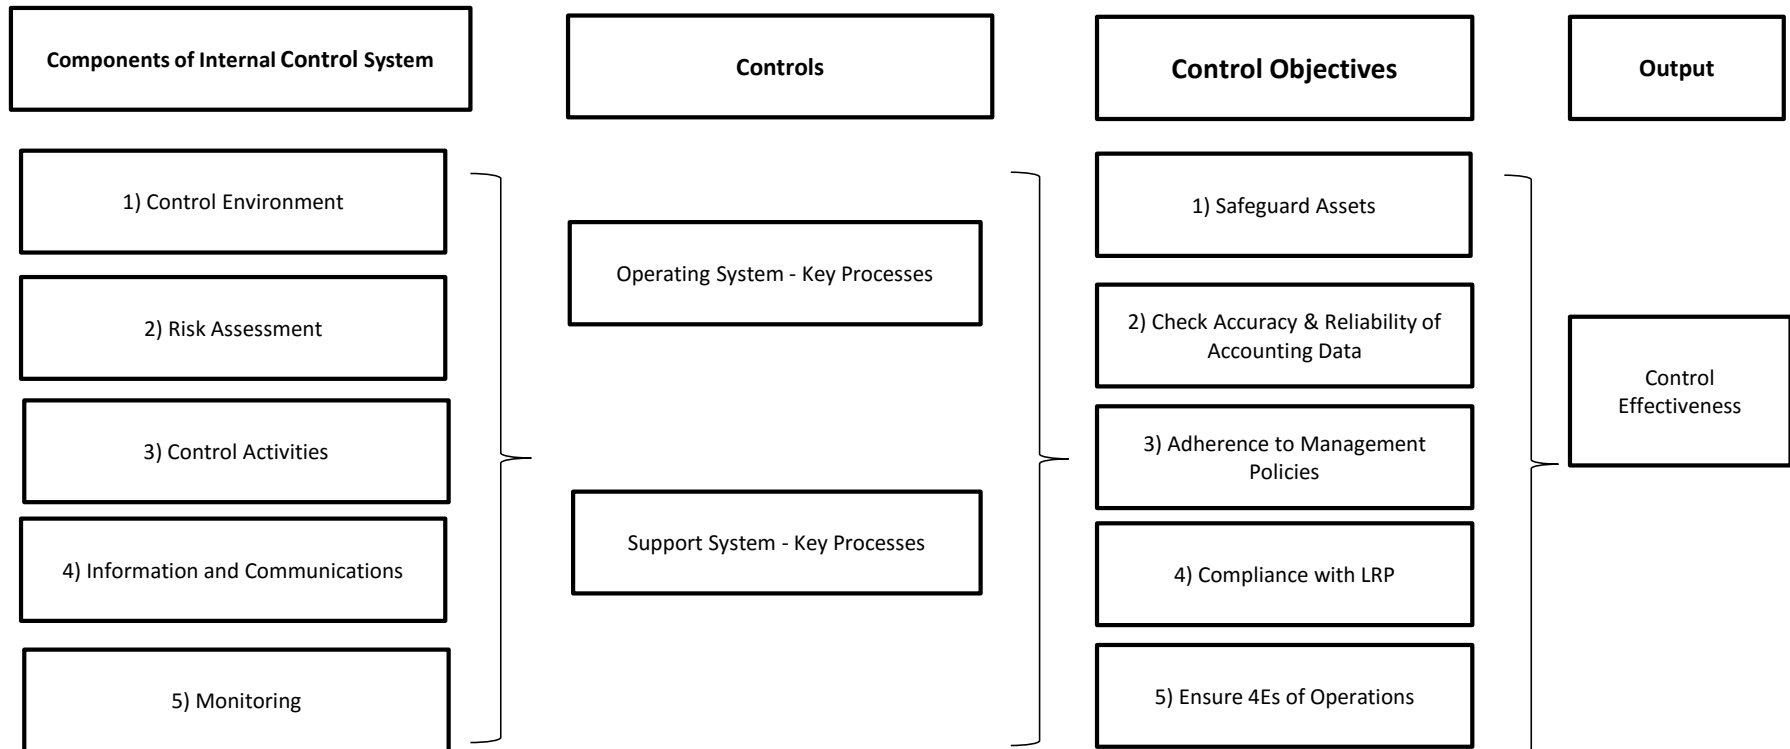 Components of Internal Control System
Controls
Control Objectives
Output
1) Control Environment
2) Risk Assessment
3) Control Activities
4) Information and Communications
5) Monitoring
Operating System - Key Processes
Support System - Key Processes
1) Safeguard Assets
2) Check Accuracy & Reliability of
Accounting Data
3) Adherence to Management
Policies
4) Compliance with LRP
5) Ensure 4Es of Operations
Control
Effectiveness